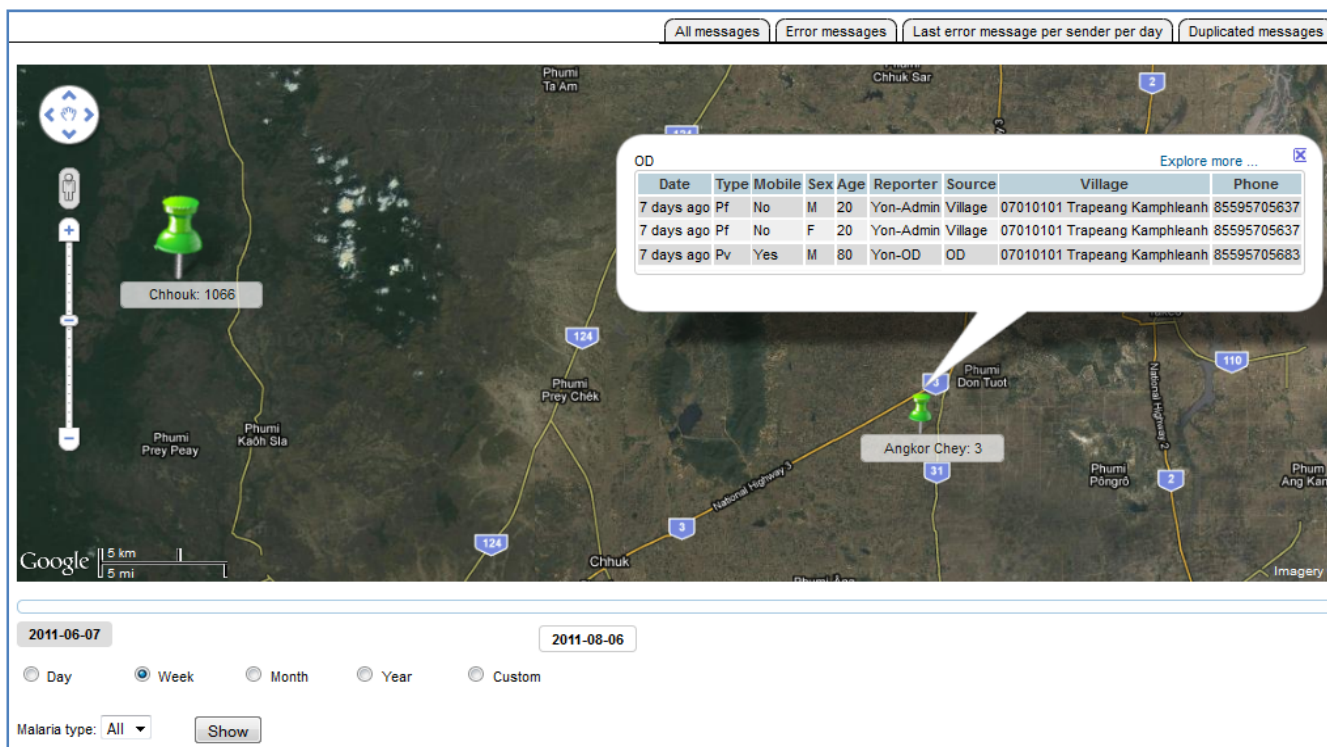 All messages Error messages Last error message per sender per day Duplicated messages
Phumi
Ta'Am
Chhuk Sar
2
OD Explore more ...
Date Type Mobile Sex Age Reporter Source Village Phone
7 days ago Pf No M 20 Yon-Admin Village 07010101 Trapeang Kamphleanh 85595705637
7 days ago Pf No F 20 Yon-Admin Village 07010101 Trapeang Kamphleanh 85595705637
7 days ago Pv Yes M 80 Yon-OD OD 07010101 Trapeang Kamphleanh 85595705683
Chhouk: 1066
124
110
Phumi
Don Tuot
3
Phumi
Prey Chék
National Highway 2
Phumi
Prey Peay
Phumi
Kaôh Sla
Angkor Chey: 3
31
Phumi
Pôngrô
2
Phum
Ang Kan
National Highway 3
3
124
Chhuk
Google
5 km
5 mi
Imagery
2011-06-07 2011-08-06
Day Week Month Year Custom
Malaria type: All Show